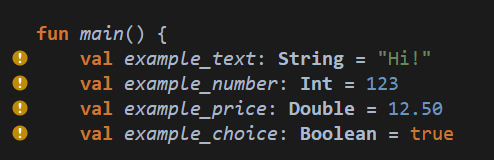 fun main() {
    val example_text: String = "Hi!"
    val example_number: Int = 123
    val example_price: Double = 12.50
    val example_choice: Boolean = true